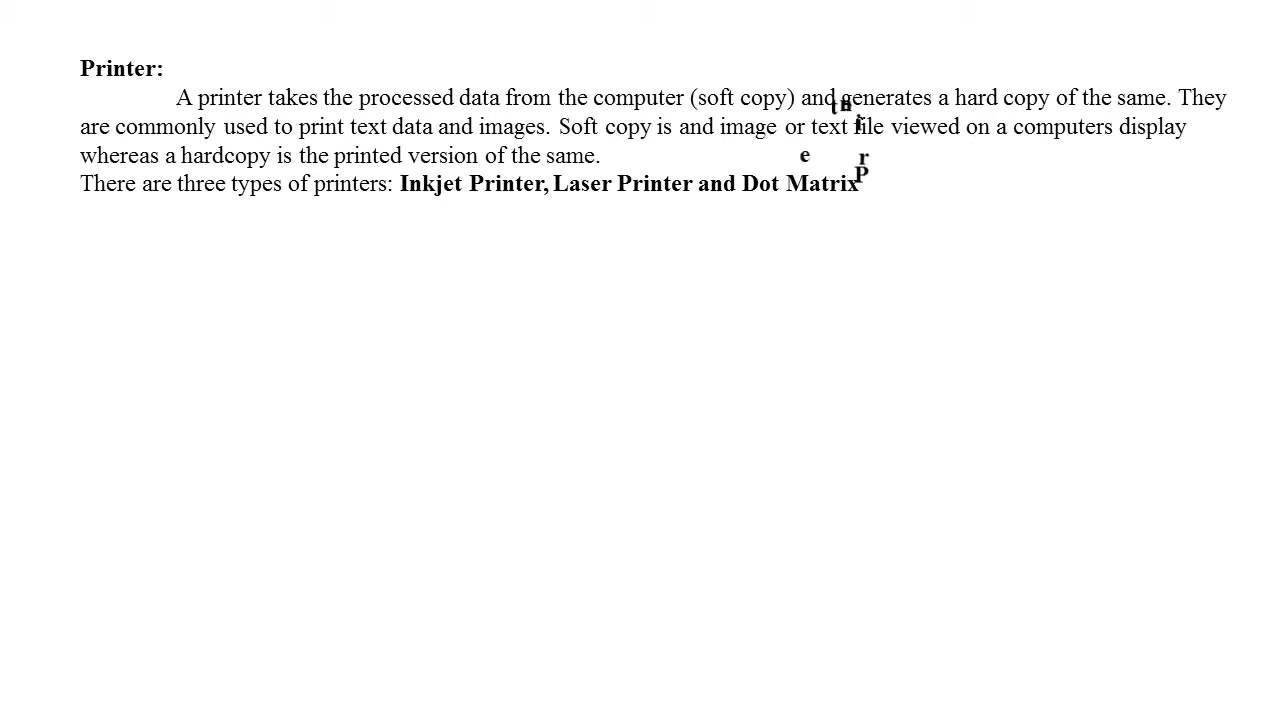 Printer:
A printer takes the processed data from the computer (soft copy) and generates a hard copy of the same. They
are commonly used to print text data and images. Soft copy is and image or text file viewed on a computers display
whereas a hardcopy is the printed version of the same.
There are three types of printers: Inkjet Printer, Laser Printer and Dot Matrix